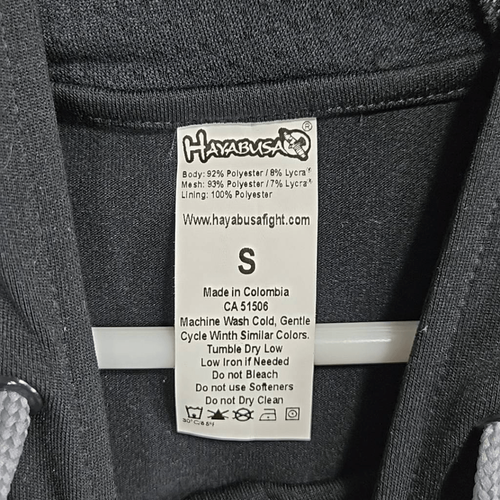 HAYABUSA®
Body: 92% Polyester / 8% Lycra
Mesh: 93% Polyester / 7% Lycra
Lining: 100% Polyester
Www.hayabusafight.com
S
Made in Colombia
CA 51506
Machine Wash Cold, Gentle
Cycle Winth Similar Colors.
Tumble Dry Low
Low Iron if Needed
Do not Bleach
Do not use Softeners
Do not Dry Clean